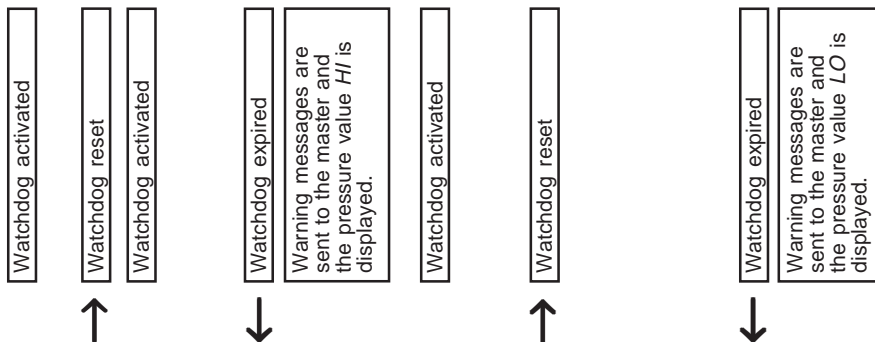 Watchdog activated
Watchdog reset
Watchdog activated
Watchdog expired
Warning messages are
sent to the master and
the pressure value HI is
displayed.
Watchdog activated
Watchdog reset
Watchdog expired
Warning messages are
sent to the master and
the pressure value LO is
displayed.